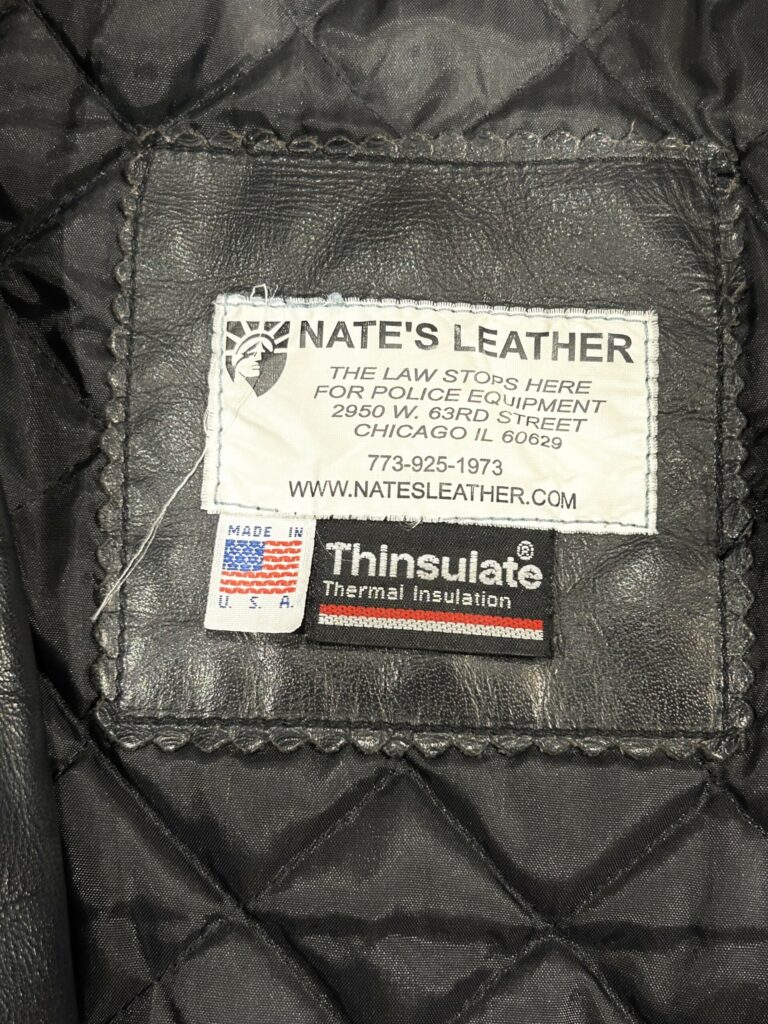 NATE'S LEATHER
THE LAW STOPS HERE
FOR POLICE EQUIPMENT
2950 W. 63RD STREET
CHICAGO IL 60629
773-925-1973
WWW.NATESLEATHER.COM
MADE IN
U. S. A.
Thinsulate®
Thermal Insulation